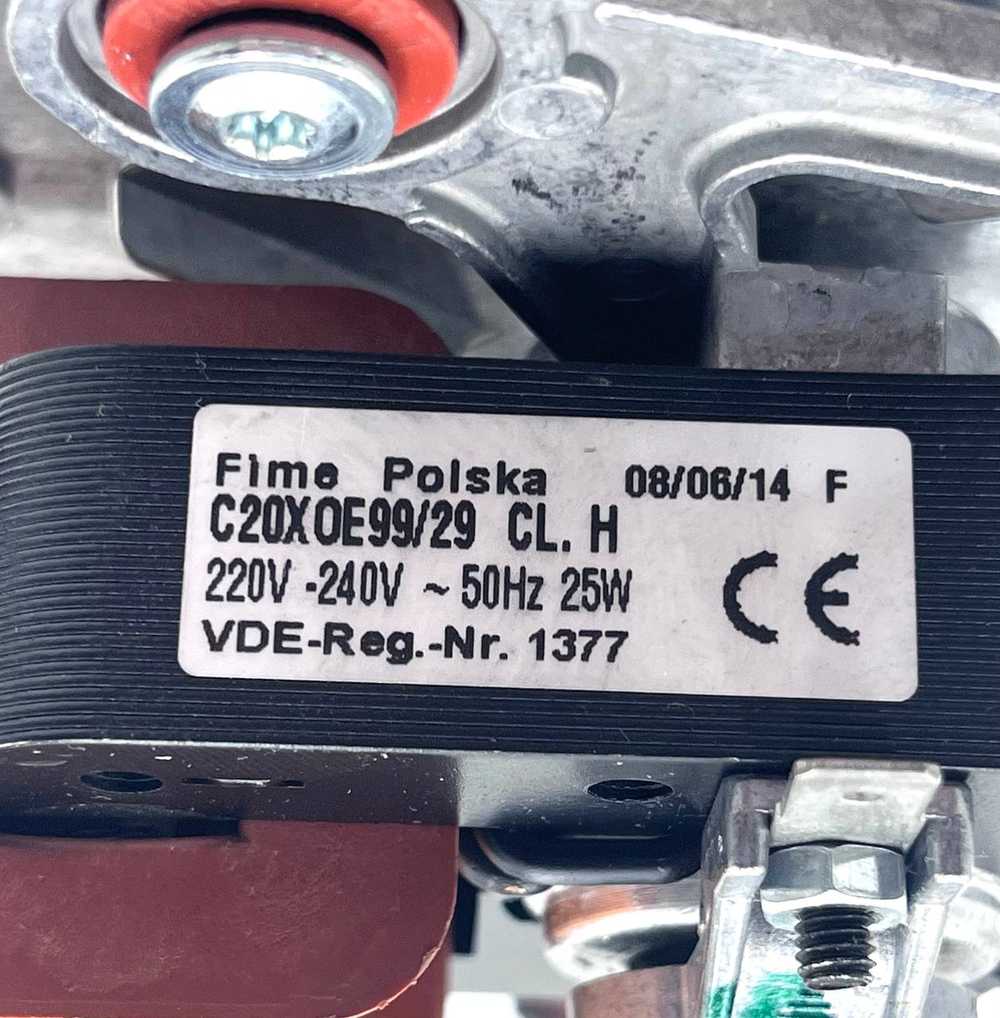 Fime Polska 08/06/14 F
C20X0E99/29 CL. H
220V -240V ~ 50Hz 25W
VDE-Reg.-Nr. 1377
CE